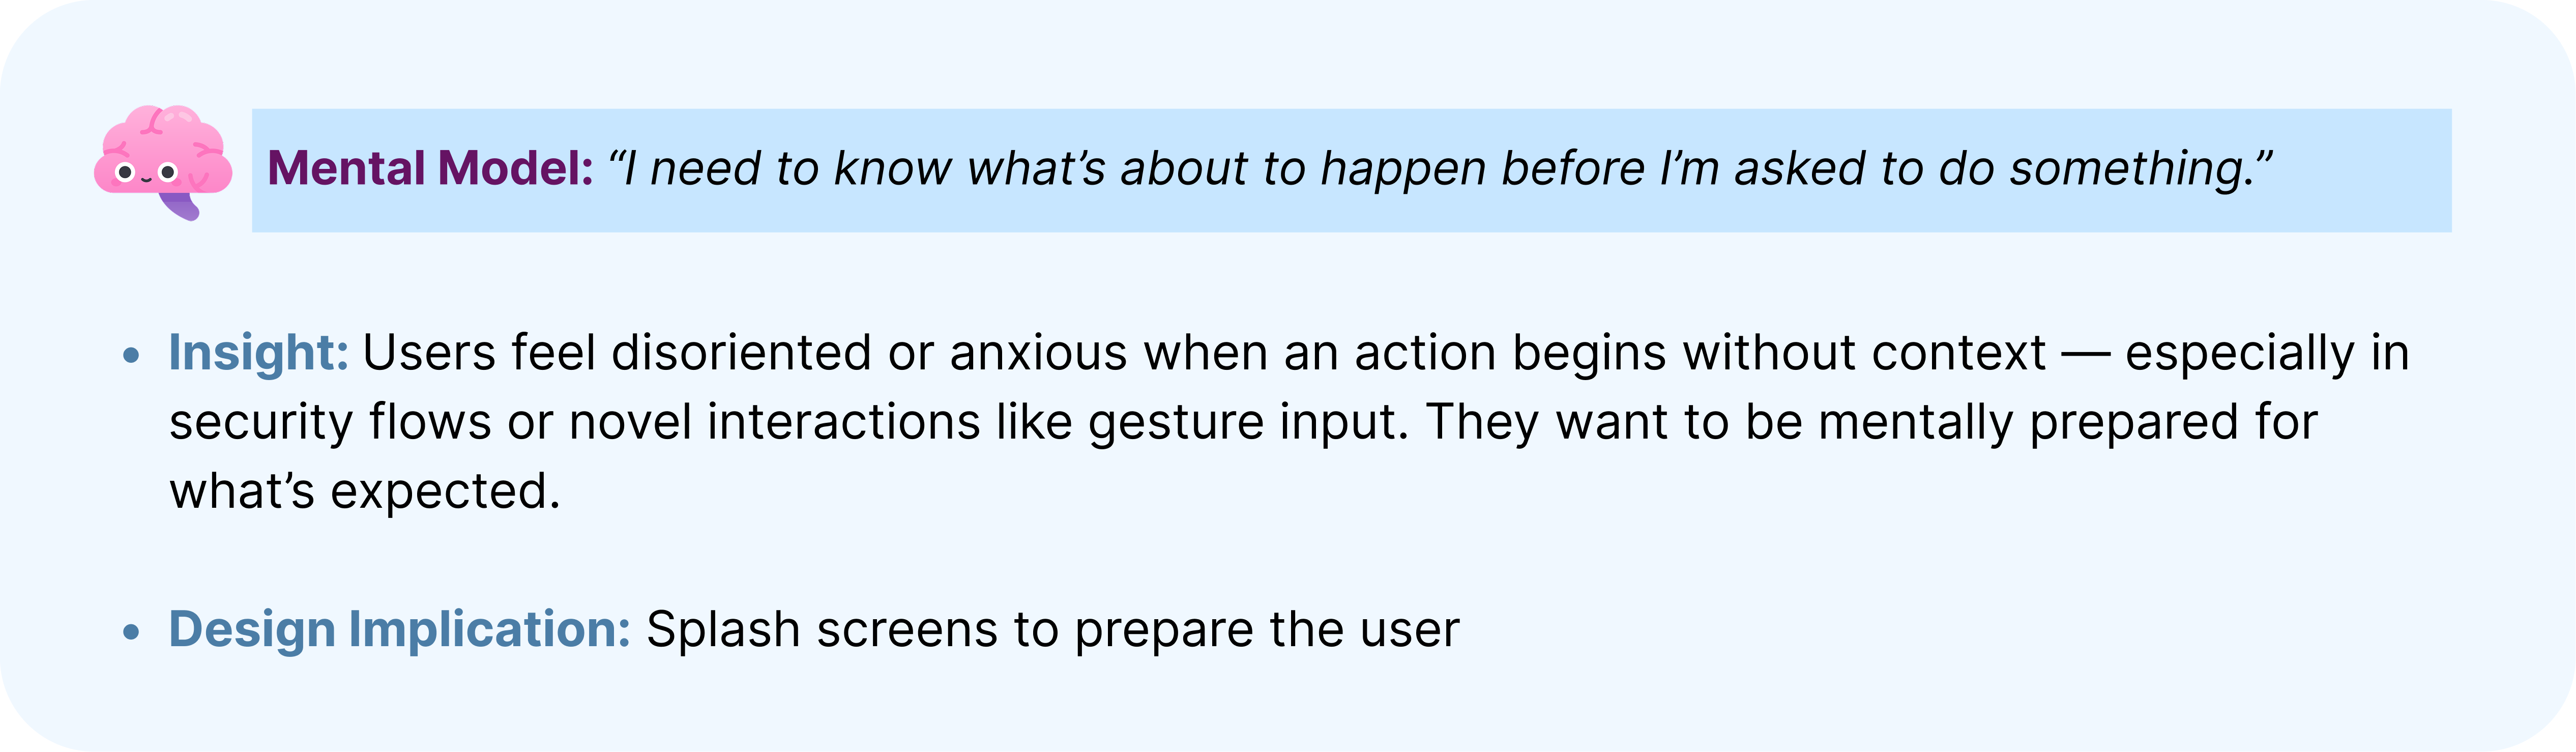 Mental Model: “I need to know what’s about to happen before I’m asked to do something.”
• Insight: Users feel disoriented or anxious when an action begins without context — especially in
security flows or novel interactions like gesture input. They want to be mentally prepared for
what’s expected.
• Design Implication: Splash screens to prepare the user